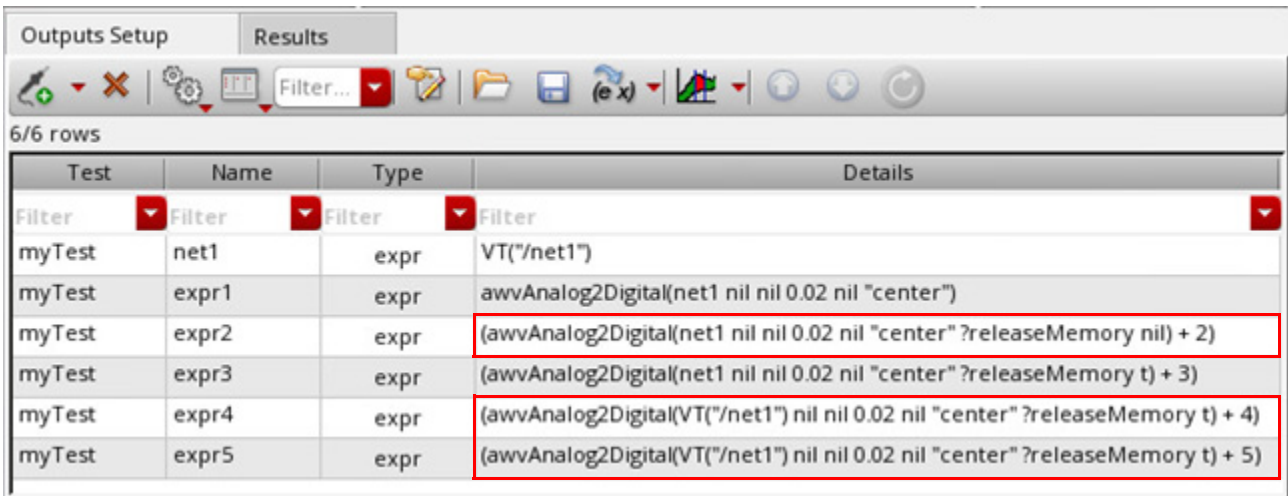 Outputs Setup Results
Filter... (e x)
6/6 rows
Test Name Type Details
Filter Filter Filter Filter
myTest net1 expr VT("/net1")
myTest expr1 expr awvAnalog2Digital(net1 nil nil 0.02 nil "center")
myTest expr2 expr (awvAnalog2Digital(net1 nil nil 0.02 nil "center" ?releaseMemory nil) + 2)
myTest expr3 expr (awvAnalog2Digital(net1 nil nil 0.02 nil "center" ?releaseMemory t) + 3)
myTest expr4 expr (awvAnalog2Digital(VT("/net1") nil nil 0.02 nil "center" ?releaseMemory t) + 4)
myTest expr5 expr (awvAnalog2Digital(VT("/net1") nil nil 0.02 nil "center" ?releaseMemory t) + 5)